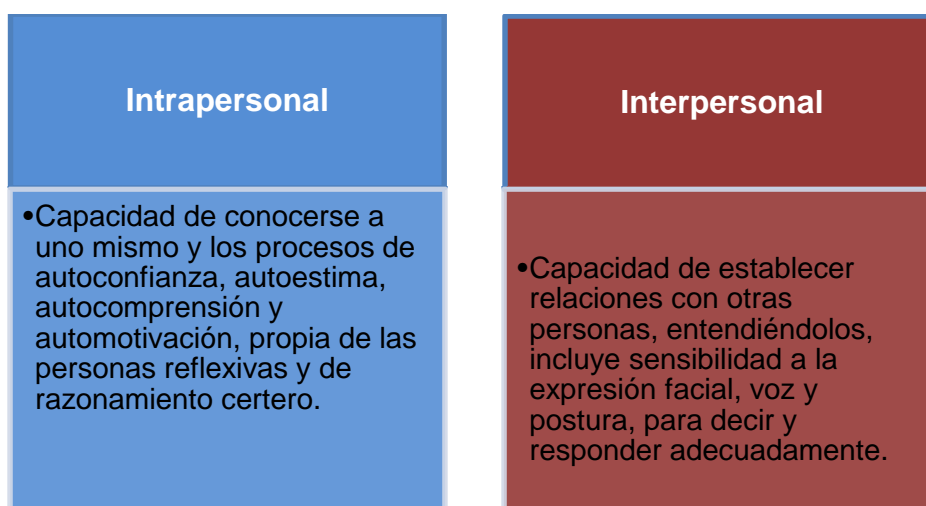 Intrapersonal
•Capacidad de conocerse a
uno mismo y los procesos de
autoconfianza, autoestima,
autocomprensión y
automotivación, propia de las
personas reflexivas y de
razonamiento certero.
Interpersonal
•Capacidad de establecer
relaciones con otras
personas, entendiéndolos,
incluye sensibilidad a la
expresión facial, voz y
postura, para decir y
responder adecuadamente.